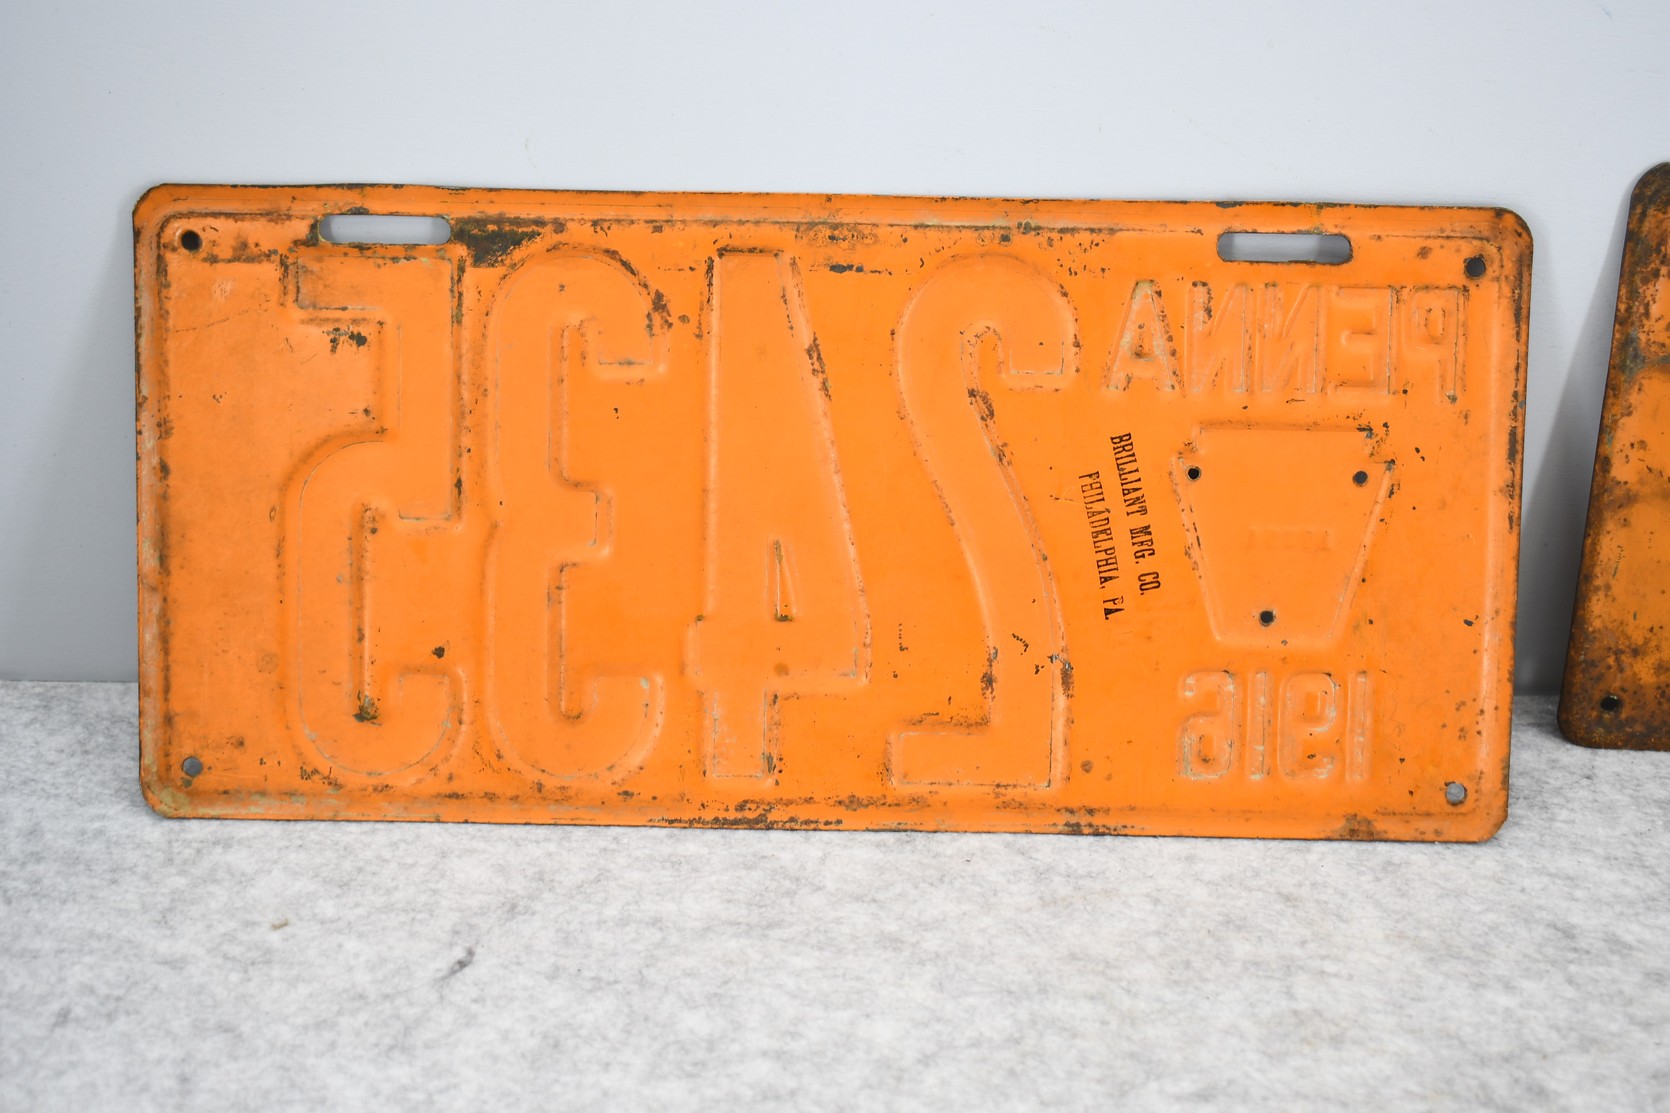 PENNA
2435
1916
BRILLIANT MFG. CO.
PHILADELPHIA, PA.